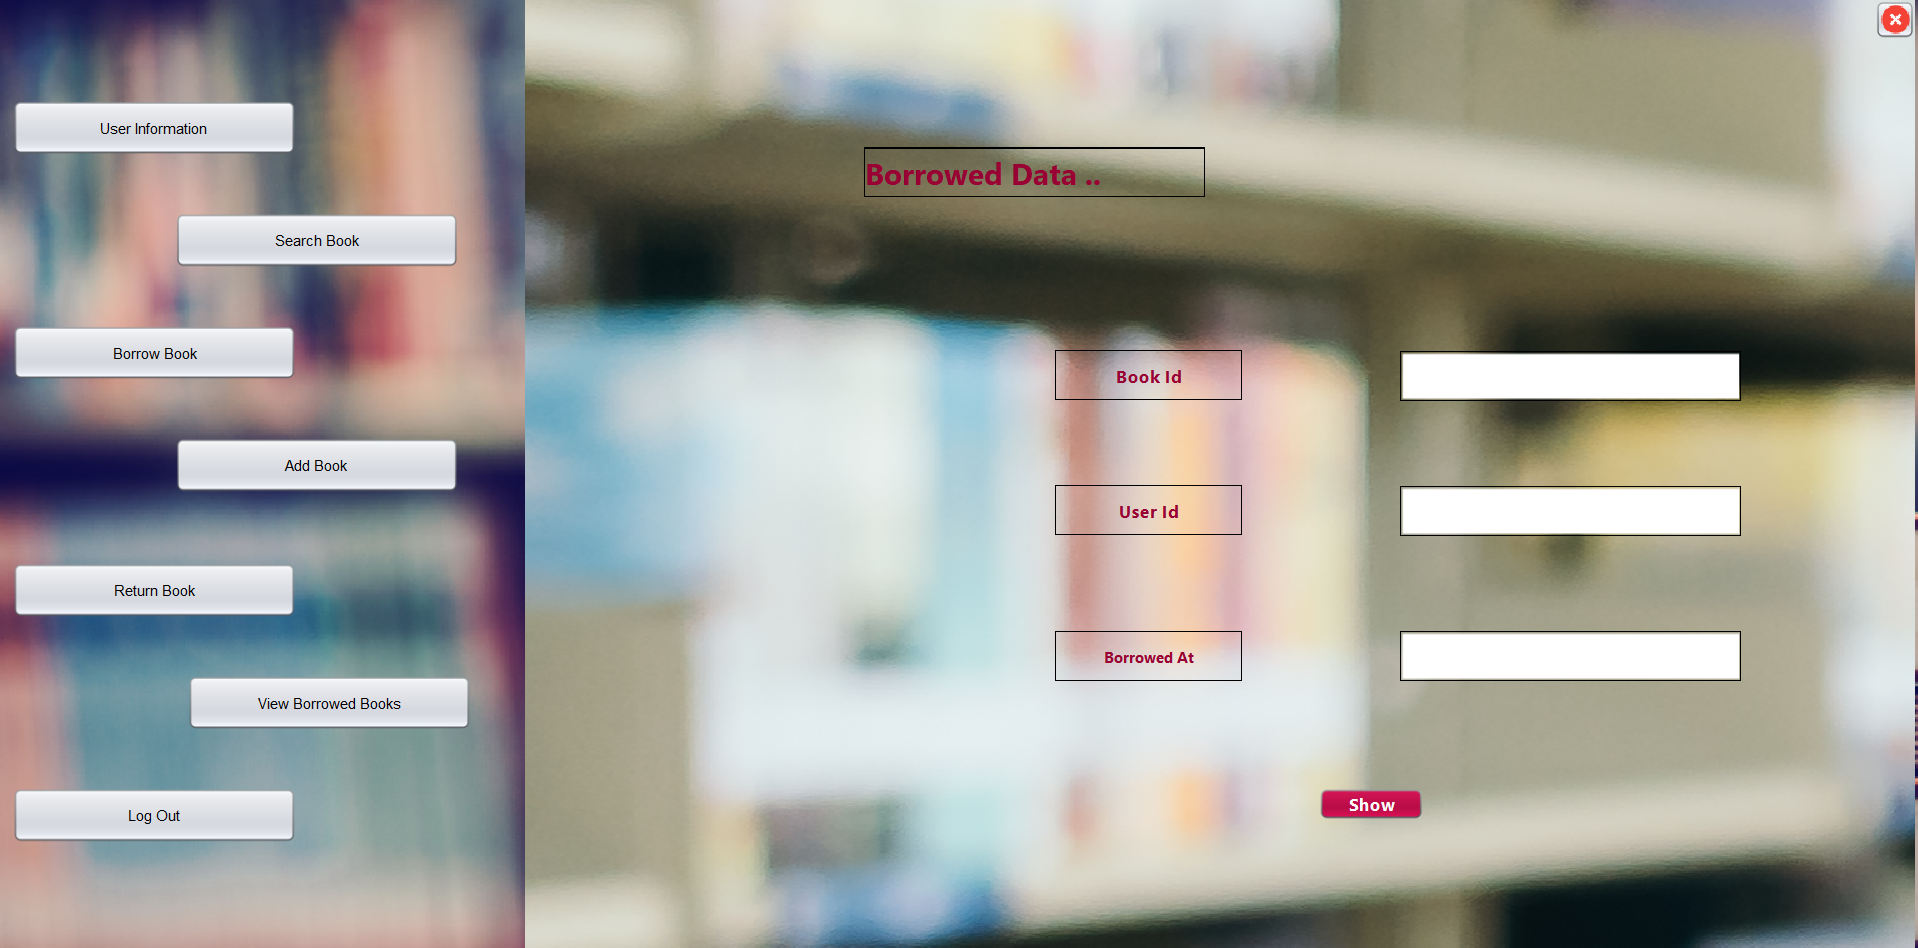 User Information
Search Book
Borrow Book
Add Book
Return Book
View Borrowed Books
Log Out
Borrowed Data ..
Book Id
User Id
Borrowed At
Show